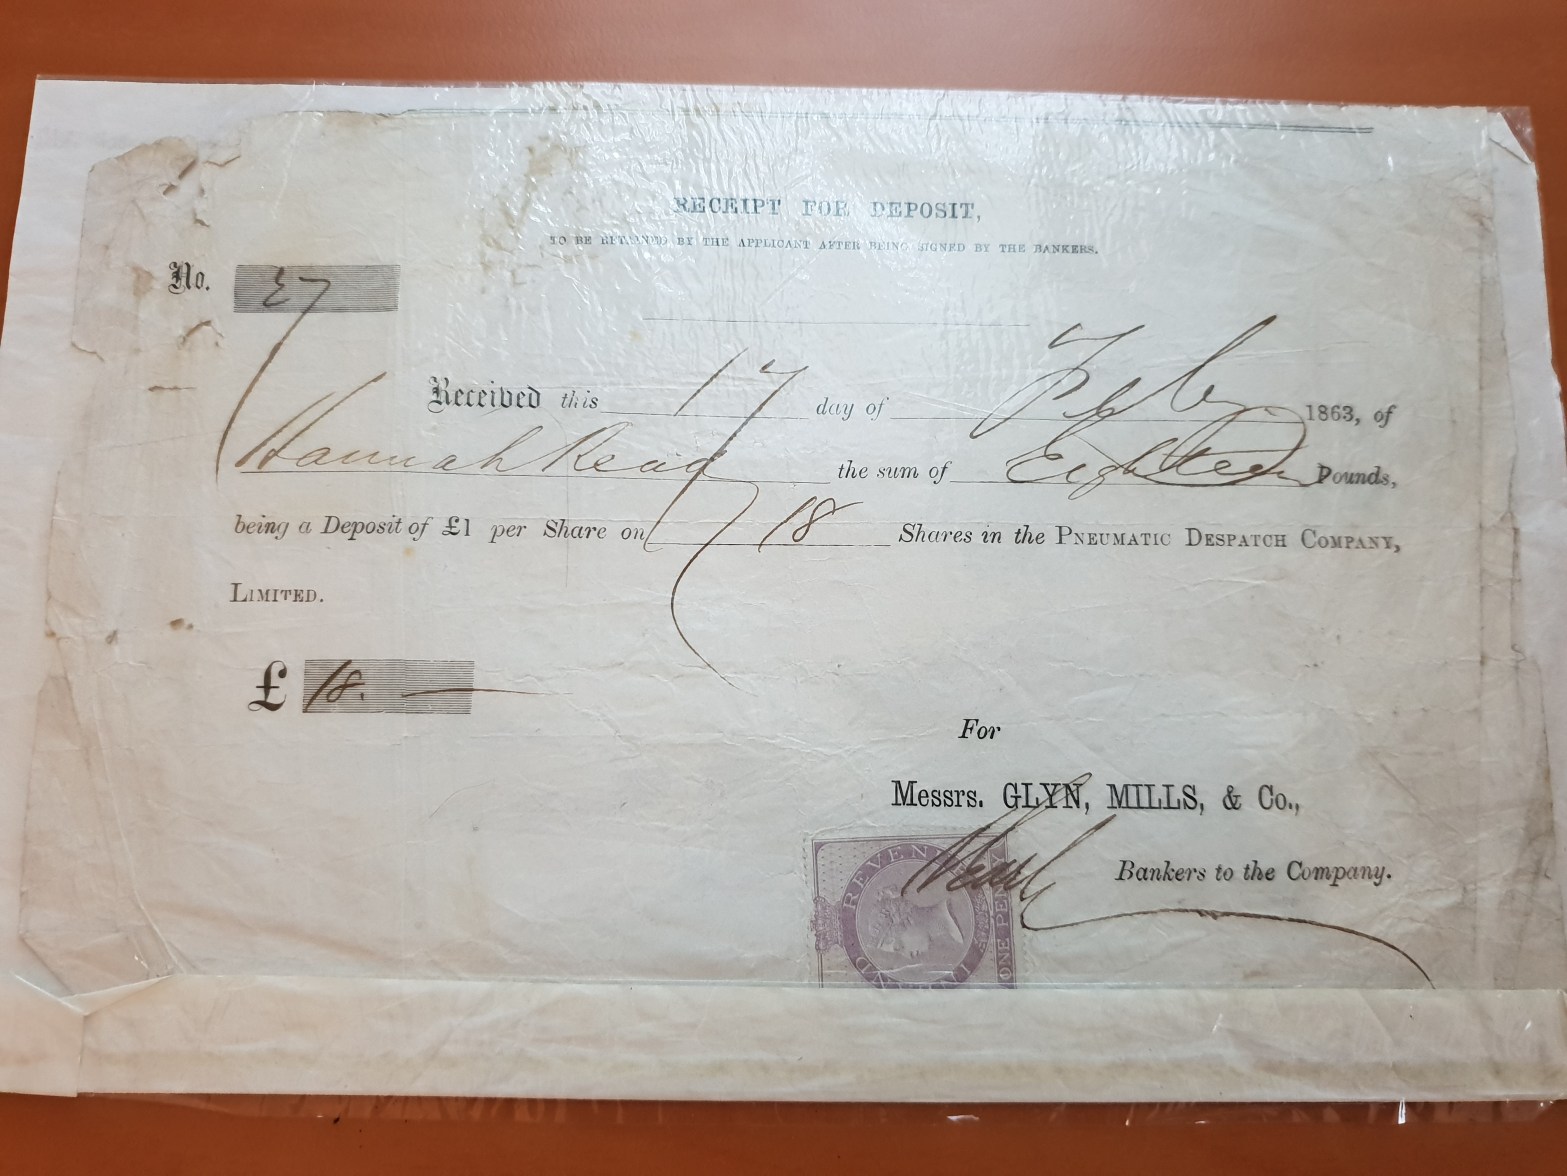 RECEIPT FOR DEPOSIT,
TO BE RETAINED BY THE APPLICANT AFTER BEING SIGNED BY THE BANKERS.
No. 27
Received this 17 day of Feby 1863, of
Hannah Read the sum of Eighteen Pounds,
being a Deposit of £1 per Share on 18 Shares in the PNEUMATIC DESPATCH COMPANY,
LIMITED.
£ 18. —
For
Messrs. GLYN, MILLS, & Co.,
Bankers to the Company.
INLAND REVENUE
ONE PENNY